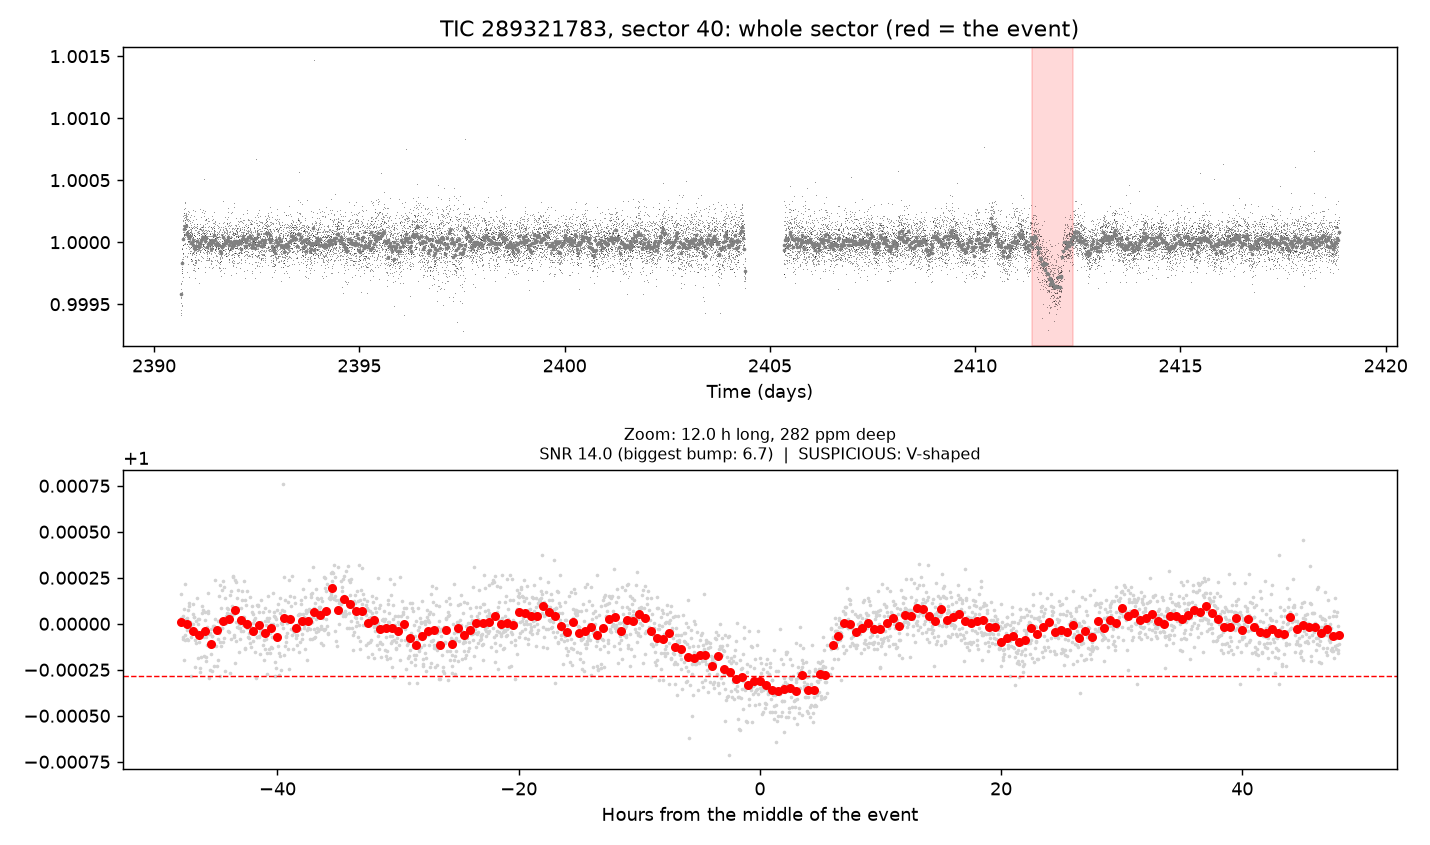 TIC 289321783, sector 40: whole sector (red = the event)
1.0015
1.0010
1.0005
1.0000
0.9995
2390 2395 2400 2405 2410 2415 2420
Time (days)
Zoom: 12.0 h long, 282 ppm deep
SNR 14.0 (biggest bump: 6.7) | SUSPICIOUS: V-shaped
+1
0.00075
0.00050
0.00025
0.00000
−0.00025
−0.00050
−0.00075
−40 −20 0 20 40
Hours from the middle of the event